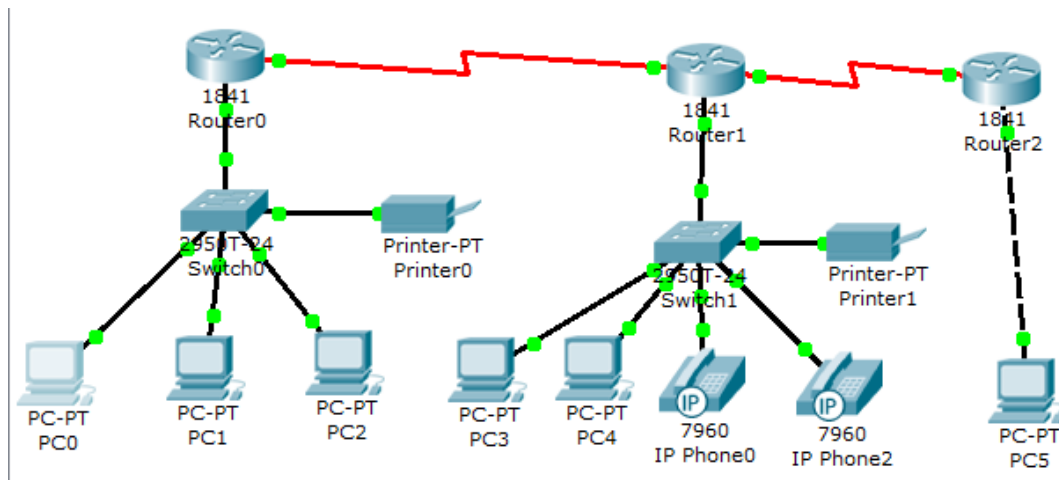 1841
Router0
1841
Router1
1841
Router2
2950T-24
Switch0
Printer-PT
Printer0
2950T-24
Switch1
Printer-PT
Printer1
PC-PT
PC0
PC-PT
PC1
PC-PT
PC2
PC-PT
PC3
PC-PT
PC4
IP
7960
IP Phone0
IP
7960
IP Phone2
PC-PT
PC5